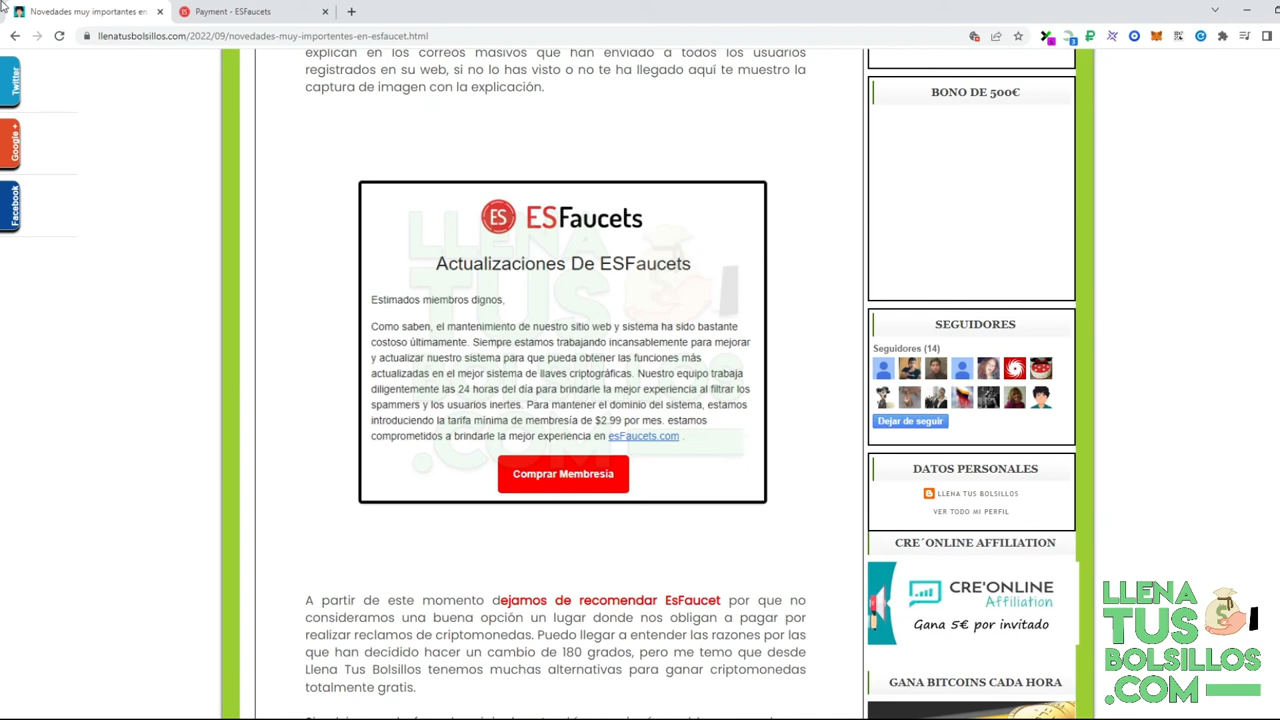 Novedades muy importantes en
Payment - ESFaucets
llenatusbolsillos.com/2022/09/novedades-muy-importantes-en-esfaucet.html
Twitter
Google +
Facebook
explican en los correos masivos que han enviado a todos los usuarios
registrados en su web, si no lo has visto o no te ha llegado aquí te muestro la
captura de imagen con la explicación.
ES ESFaucets
Actualizaciones De ESFaucets
Estimados miembros dignos,
Como saben, el mantenimiento de nuestro sitio web y sistema ha sido bastante
costoso últimamente. Siempre estamos trabajando incansablemente para mejorar
y actualizar nuestro sistema para que pueda obtener las funciones más
actualizadas en el mejor sistema de llaves criptográficas. Nuestro equipo trabaja
diligentemente las 24 horas del día para brindarle la mejor experiencia al filtrar los
spammers y los usuarios inertes. Para mantener el dominio del sistema, estamos
introduciendo la tarifa mínima de membresía de $2.99 por mes. estamos
comprometidos a brindarle la mejor experiencia en esFaucets.com .
Comprar Membresía
LLENA
TUS
BOLSILLOS
.COM
A partir de este momento dejamos de recomendar EsFaucet por que no
consideramos una buena opción un lugar donde nos obligan a pagar por
realizar reclamos de criptomonedas. Puedo llegar a entender las razones por las
que han decidido hacer un cambio de 180 grados, pero me temo que desde
Llena Tus Bolsillos tenemos muchas alternativas para ganar criptomonedas
totalmente gratis.
BONO DE 500€
SEGUIDORES
Seguidores (14)
Dejar de seguir
DATOS PERSONALES
LLENA TUS BOLSILLOS
VER TODO MI PERFIL
CRE´ONLINE AFFILIATION
CRE'ONLINE
Affiliation
Gana 5€ por invitado
GANA BITCOINS CADA HORA
LLENA
TUS
BOLSILLOS
.COM